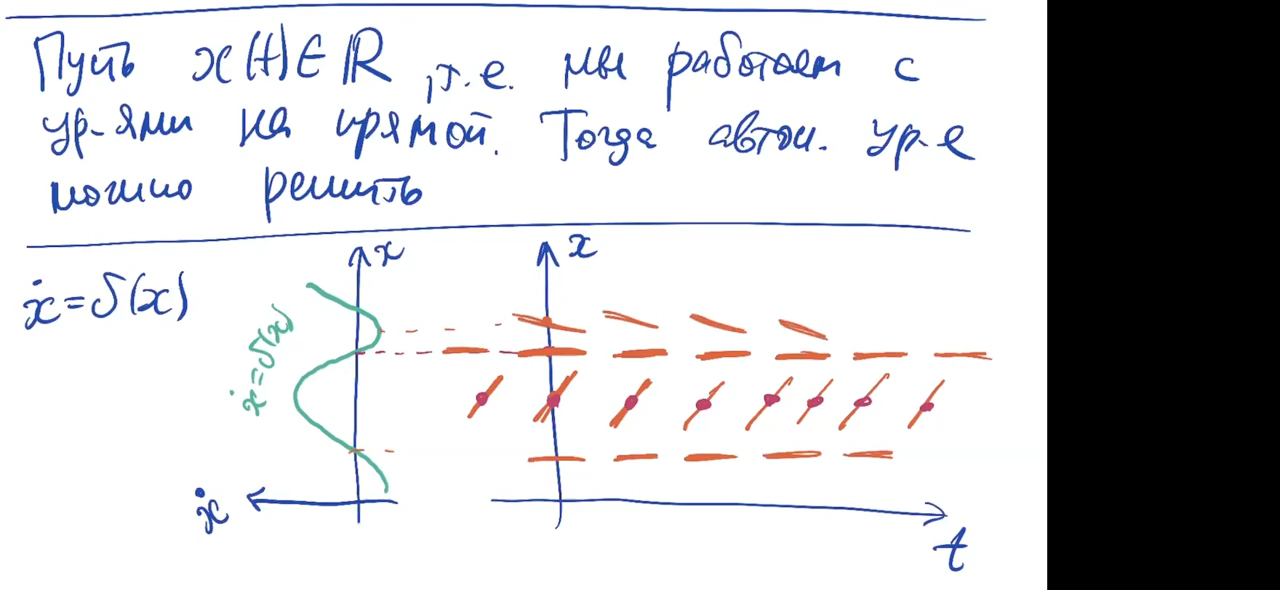 Пусть x(t)∈ℝ, т.е. мы работаем с
ур-ями на прямой. Тогда автон. ур-е
можно решить
ẋ = f(x)
ẋ = f(x)
x
x
ẋ
t